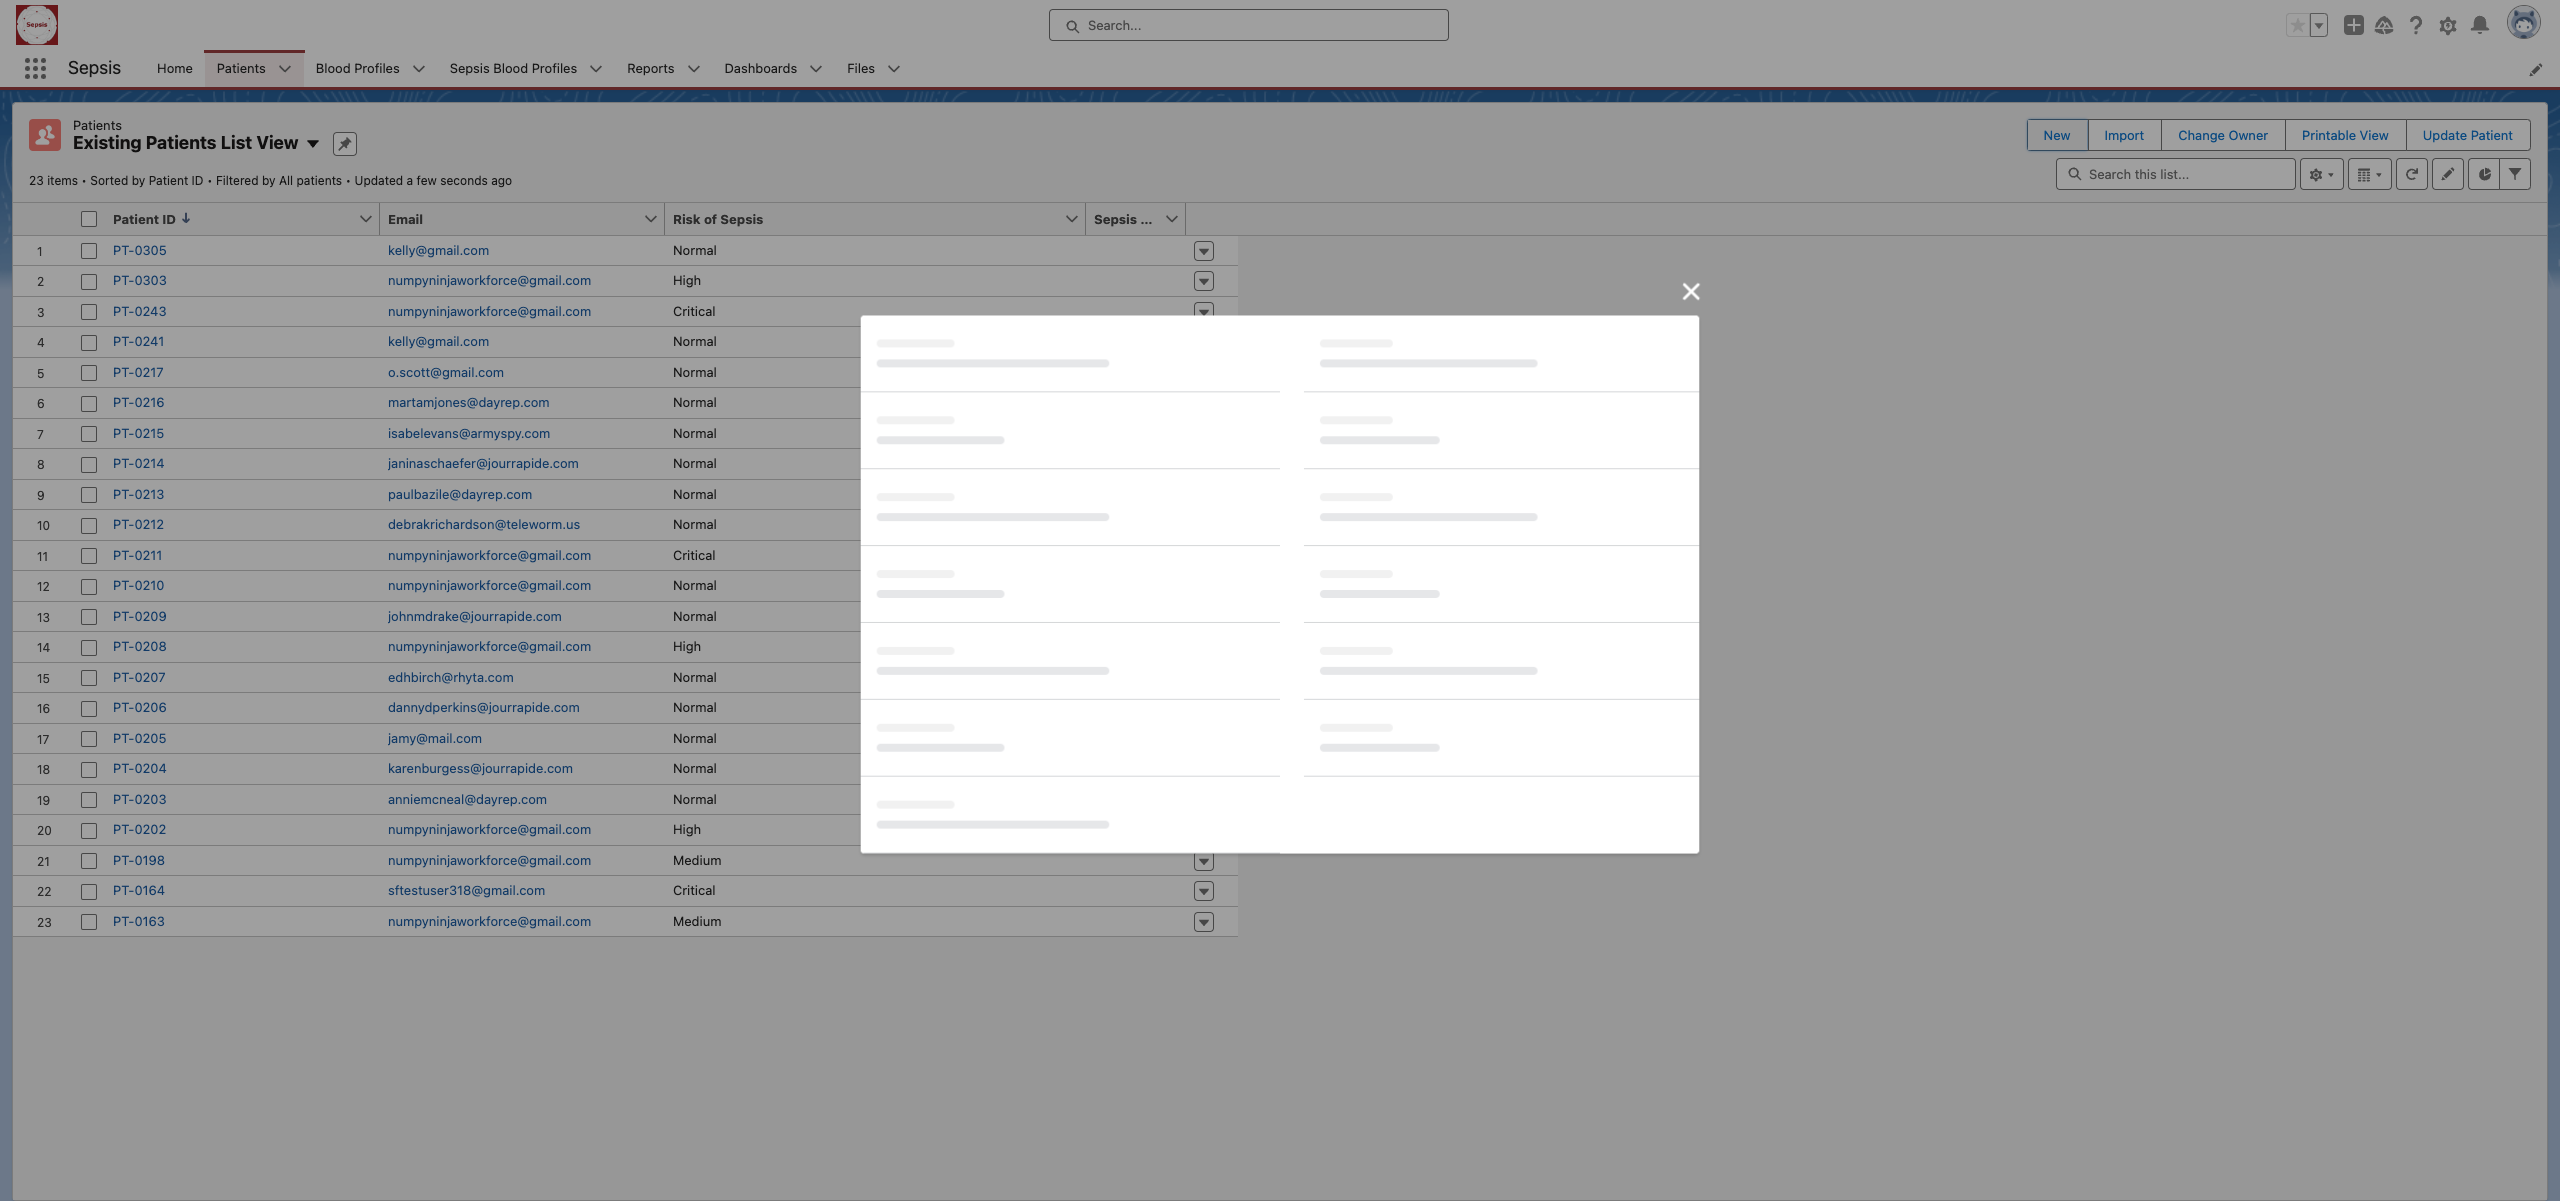 Sepsis
Search...
Sepsis
Home
Patients
Blood Profiles
Sepsis Blood Profiles
Reports
Dashboards
Files
Patients
Existing Patients List View
New
Import
Change Owner
Printable View
Update Patient
23 items • Sorted by Patient ID • Filtered by All patients • Updated a few seconds ago
Search this list...
Patient ID Email Risk of Sepsis Sepsis ...
1 PT-0305 kelly@gmail.com Normal
2 PT-0303 numpyninjaworkforce@gmail.com High
3 PT-0243 numpyninjaworkforce@gmail.com Critical
4 PT-0241 kelly@gmail.com Normal
5 PT-0217 o.scott@gmail.com Normal
6 PT-0216 martamjones@dayrep.com Normal
7 PT-0215 isabelevans@armyspy.com Normal
8 PT-0214 janinaschaefer@jourrapide.com Normal
9 PT-0213 paulbazile@dayrep.com Normal
10 PT-0212 debrakrichardson@teleworm.us Normal
11 PT-0211 numpyninjaworkforce@gmail.com Critical
12 PT-0210 numpyninjaworkforce@gmail.com Normal
13 PT-0209 johnmdrake@jourrapide.com Normal
14 PT-0208 numpyninjaworkforce@gmail.com High
15 PT-0207 edhbirch@rhyta.com Normal
16 PT-0206 dannydperkins@jourrapide.com Normal
17 PT-0205 jamy@mail.com Normal
18 PT-0204 karenburgess@jourrapide.com Normal
19 PT-0203 anniemcneal@dayrep.com Normal
20 PT-0202 numpyninjaworkforce@gmail.com High
21 PT-0198 numpyninjaworkforce@gmail.com Medium
22 PT-0164 sftestuser318@gmail.com Critical
23 PT-0163 numpyninjaworkforce@gmail.com Medium